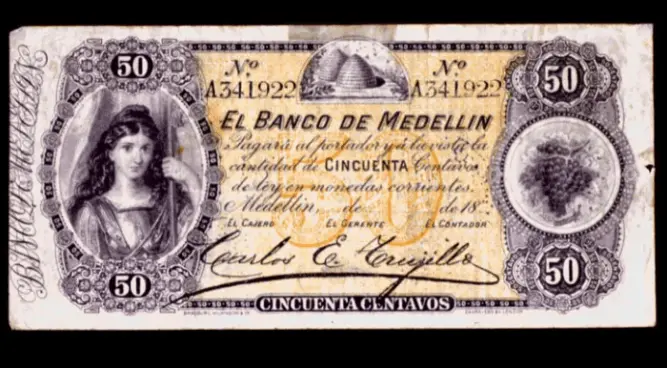 50
50
Nº
Nº
A341922
A341922
EL BANCO DE MEDELLIN
Pagará al portador y á la vista la
cantidad de CINCUENTA Centavos
de ley en monedas corrientes.
Medellin, de de 18
EL CAJERO EL GERENTE EL CONTADOR
Carlos E Trujillo
50
50
50
CINCUENTA CENTAVOS